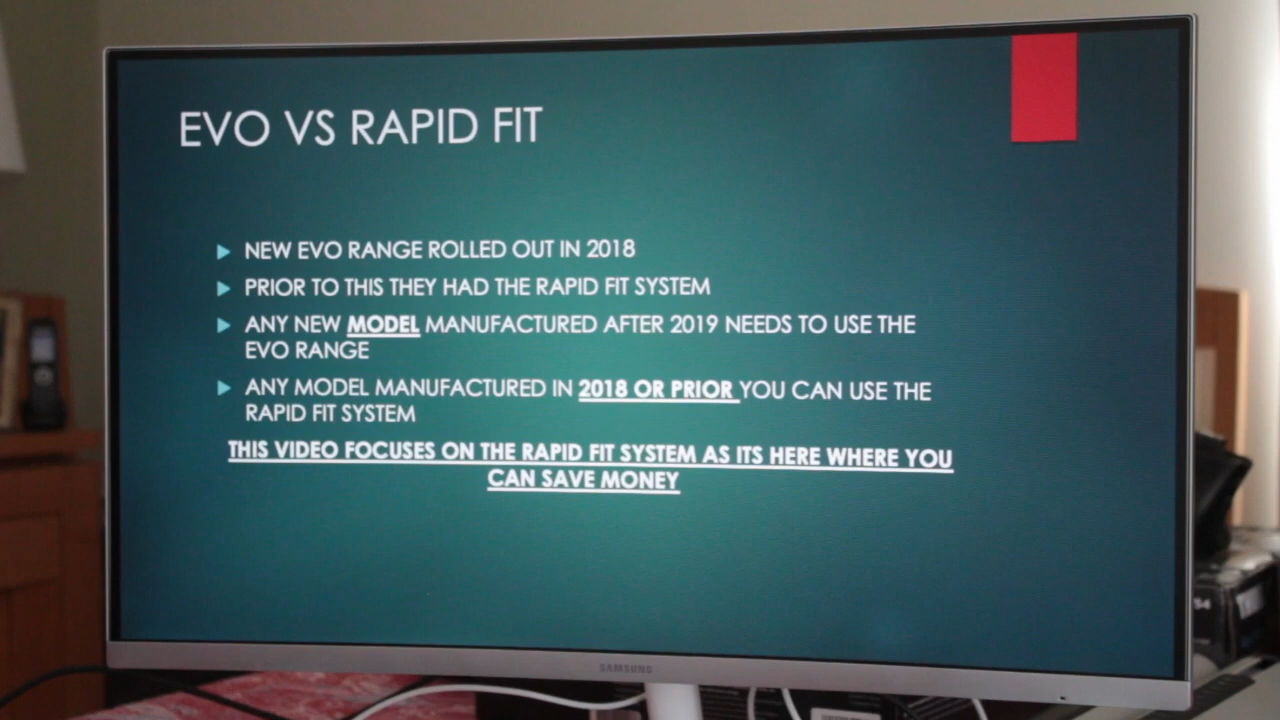 EVO VS RAPID FIT
NEW EVO RANGE ROLLED OUT IN 2018
PRIOR TO THIS THEY HAD THE RAPID FIT SYSTEM
ANY NEW MODEL MANUFACTURED AFTER 2019 NEEDS TO USE THE
EVO RANGE
ANY MODEL MANUFACTURED IN 2018 OR PRIOR YOU CAN USE THE
RAPID FIT SYSTEM
THIS VIDEO FOCUSES ON THE RAPID FIT SYSTEM AS ITS HERE WHERE YOU
CAN SAVE MONEY
SAMSUNG